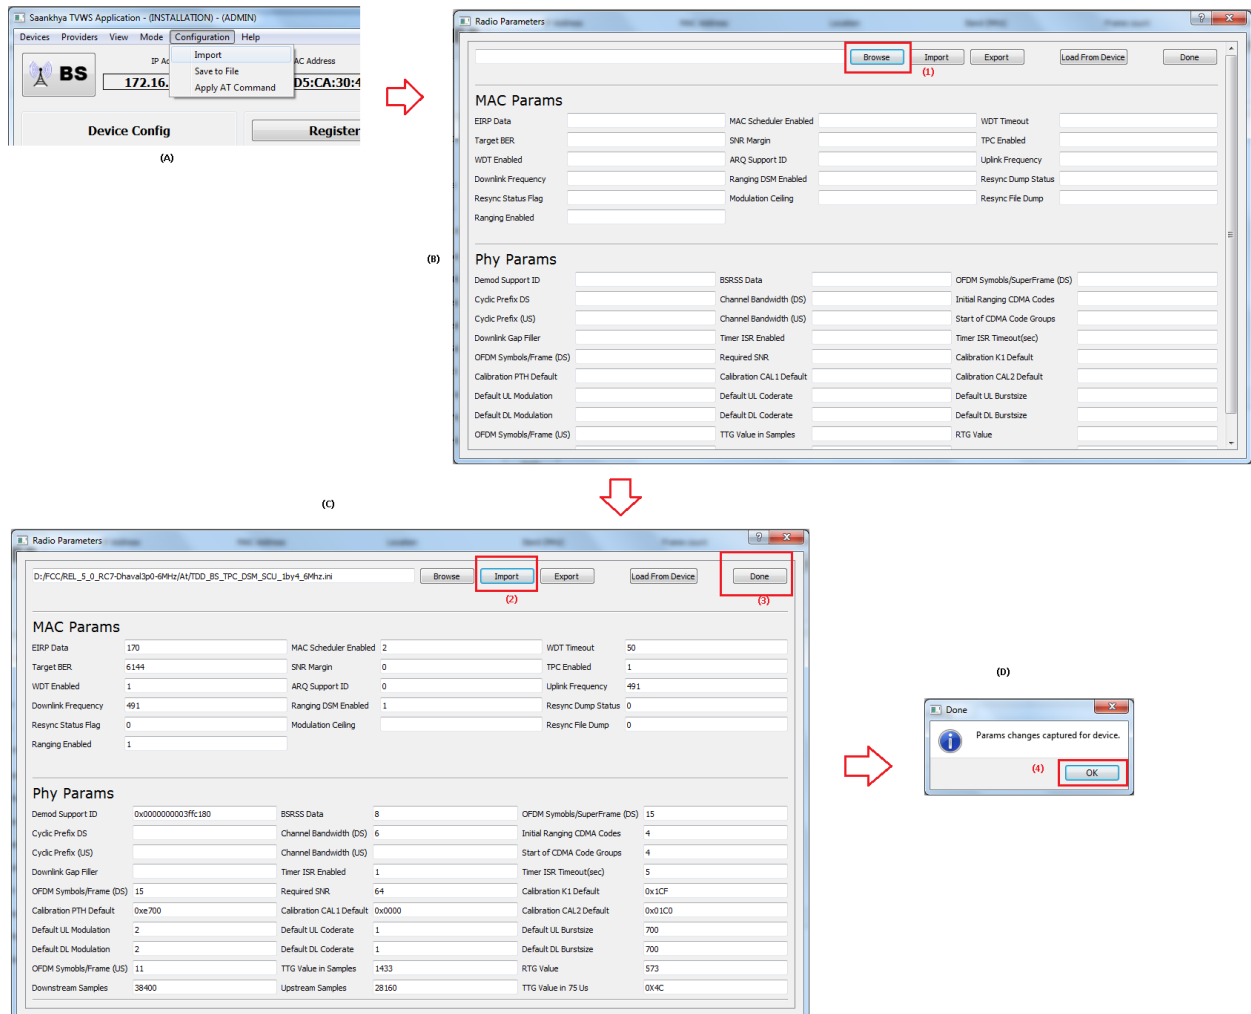 Saankhya TVWS Application - (INSTALLATION) - (ADMIN)
Devices Providers View Mode Configuration Help
Import
Save to File
Apply AT Command
BS
172.16.
AC Address
D5:CA:30:4
Device Config
Register
(A)
Radio Parameters
Browse Import Export Load From Device Done
(1)
MAC Params
EIRP Data MAC Scheduler Enabled WDT Timeout
Target BER SNR Margin TPC Enabled
WDT Enabled ARQ Support ID Uplink Frequency
Downlink Frequency Ranging DSM Enabled Resync Dump Status
Resync Status Flag Modulation Ceiling Resync File Dump
Ranging Enabled
(B)
Phy Params
Demod Support ID BSRSS Data OFDM Symobls/SuperFrame (DS)
Cyclic Prefix DS Channel Bandwidth (DS) Initial Ranging CDMA Codes
Cyclic Prefix (US) Channel Bandwidth (US) Start of CDMA Code Groups
Downlink Gap Filler Timer ISR Enabled Timer ISR Timeout(sec)
OFDM Symbols/Frame (DS) Required SNR Calibration K1 Default
Calibration PTH Default Calibration CAL1 Default Calibration CAL2 Default
Default UL Modulation Default UL Coderate Default UL Burstsize
Default DL Modulation Default DL Coderate Default DL Burstsize
OFDM Symobls/Frame (US) TTG Value in Samples RTG Value
(C)
Radio Parameters
D:/FCC/REL_5_0_RC7-Dhaval3p0-6MHz/At/TDD_BS_TPC_DSM_SCU_1by4_6Mhz.ini Browse Import Export Load From Device Done
(2) (3)
MAC Params
EIRP Data 170 MAC Scheduler Enabled 2 WDT Timeout 50
Target BER 6144 SNR Margin 0 TPC Enabled 1
WDT Enabled 1 ARQ Support ID 0 Uplink Frequency 491
Downlink Frequency 491 Ranging DSM Enabled 1 Resync Dump Status 0
Resync Status Flag 0 Modulation Ceiling Resync File Dump 0
Ranging Enabled 1
Phy Params
Demod Support ID 0x0000000003ffc180 BSRSS Data 8 OFDM Symobls/SuperFrame (DS) 15
Cyclic Prefix DS Channel Bandwidth (DS) 6 Initial Ranging CDMA Codes 4
Cyclic Prefix (US) Channel Bandwidth (US) Start of CDMA Code Groups 4
Downlink Gap Filler Timer ISR Enabled 1 Timer ISR Timeout(sec) 5
OFDM Symbols/Frame (DS) 15 Required SNR 64 Calibration K1 Default 0x1CF
Calibration PTH Default 0xe700 Calibration CAL1 Default 0x0000 Calibration CAL2 Default 0x01C0
Default UL Modulation 2 Default UL Coderate 1 Default UL Burstsize 700
Default DL Modulation 2 Default DL Coderate 1 Default DL Burstsize 700
OFDM Symobls/Frame (US) 11 TTG Value in Samples 1433 RTG Value 573
Downstream Samples 38400 Upstream Samples 28160 TTG Value in 75 Us 0X4C
(D)
Done
Params changes captured for device.
(4) OK